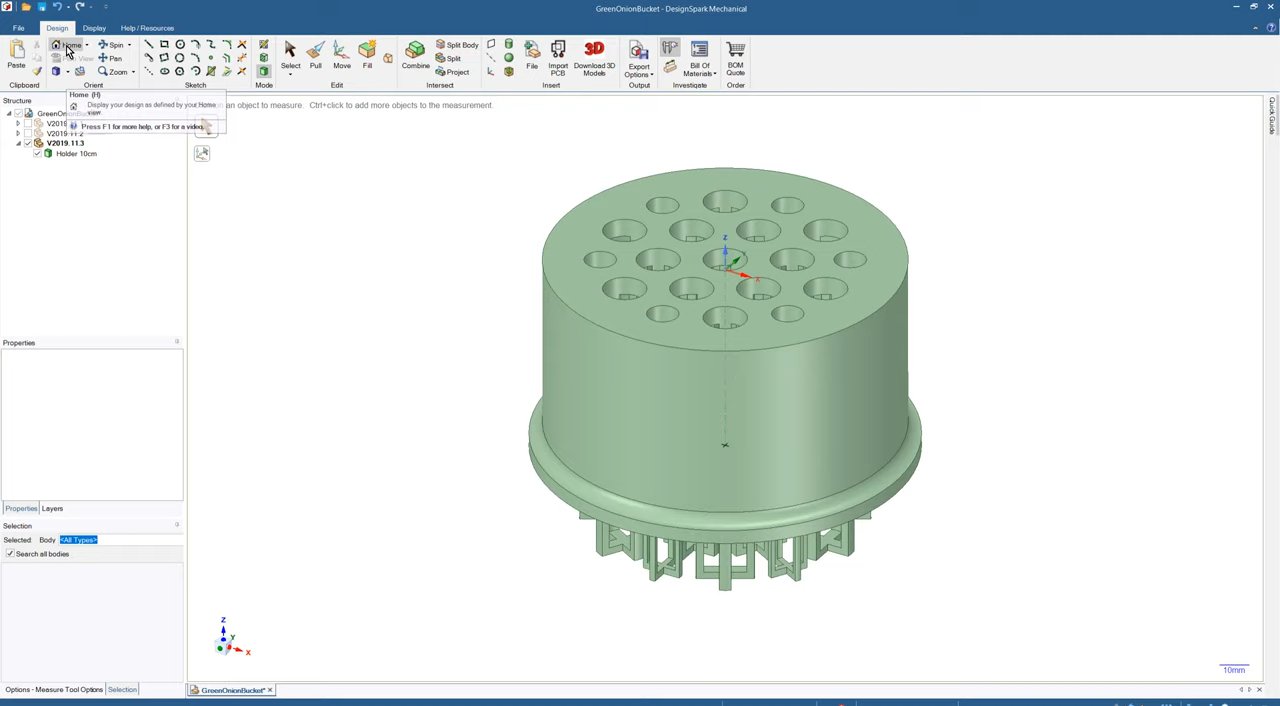 GreenOnionBucket - DesignSpark Mechanical
File Design Display Help / Resources
Home Spin Pan Zoom
Split Body
Split
Project
Paste Select Pull Move Fill Combine File Import PCB Download 3D Models Export Options Bill Of Materials BOM Quote
Clipboard Orient Sketch Mode Edit Intersect Insert Output Investigate Order
Structure
Home (H)
Display your design as defined by your Home view
Press F1 for more help, or F3 for a video
an object to measure. Ctrl+click to add more objects to the measurement.
V2019.11.3
Holder 10cm
Quick Guide
Z
X
Properties
Properties Layers
Selection
Selected: Body <All Types>
Search all bodies
Z
Y
X
10mm
Options - Measure Tool Options Selection
GreenOnionBucket*